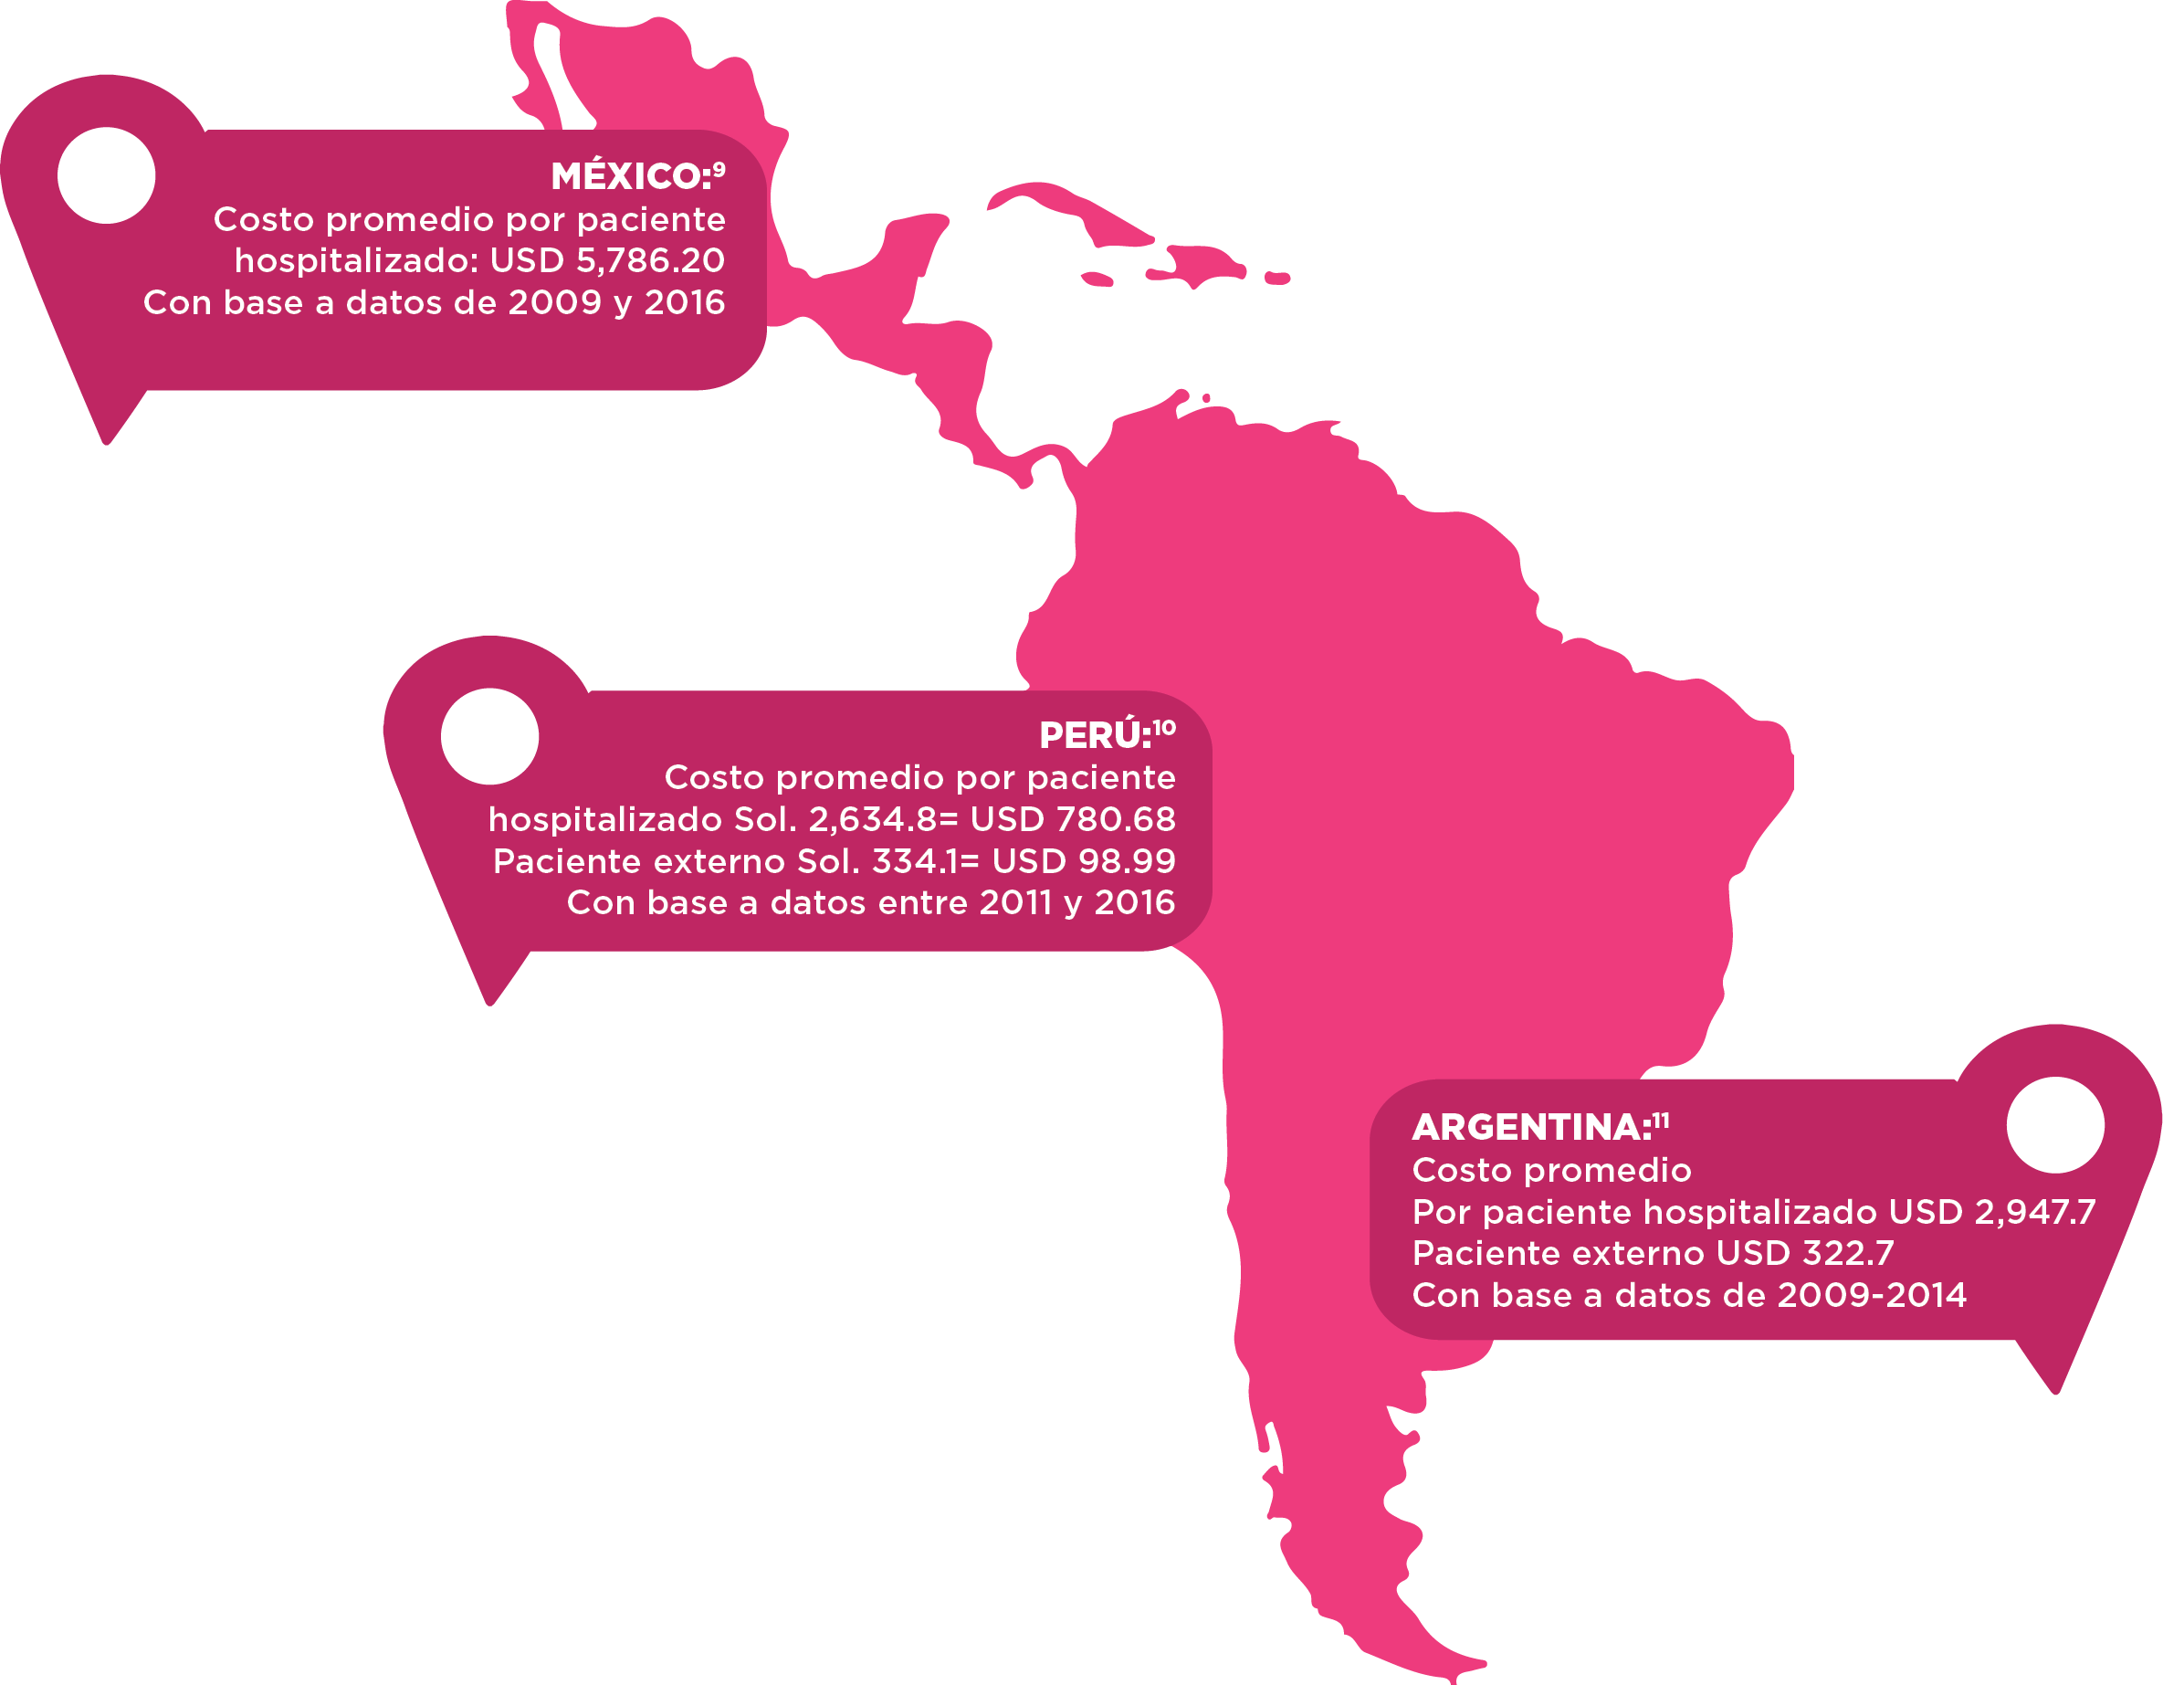 MÉXICO:⁹
Costo promedio por paciente
hospitalizado: USD 5,786.20
Con base a datos de 2009 y 2016
PERÚ:¹⁰
Costo promedio por paciente
hospitalizado Sol. 2,634.8= USD 780.68
Paciente externo Sol. 334.1= USD 98.99
Con base a datos entre 2011 y 2016
ARGENTINA:¹¹
Costo promedio
Por paciente hospitalizado USD 2,947.7
Paciente externo USD 322.7
Con base a datos de 2009-2014